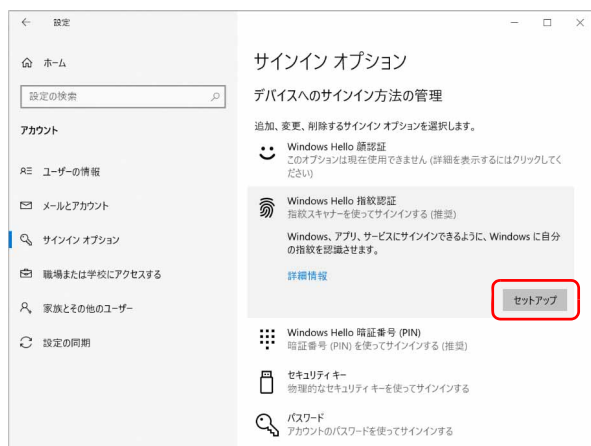 設定
ホーム
設定の検索
アカウント
ユーザーの情報
メールとアカウント
サインイン オプション
職場または学校にアクセスする
家族とその他のユーザー
設定の同期
サインイン オプション
デバイスへのサインイン方法の管理
追加、変更、削除するサインイン オプションを選択します。
Windows Hello 顔認証
このオプションは現在使用できません (詳細を表示するにはクリックしてく
ださい)
Windows Hello 指紋認証
指紋スキャナーを使ってサインインする (推奨)
Windows、アプリ、サービスにサインインできるように、Windows に自分
の指紋を認識させます。
詳細情報
セットアップ
Windows Hello 暗証番号 (PIN)
暗証番号 (PIN) を使ってサインインする (推奨)
セキュリティ キー
物理的なセキュリティ キーを使ってサインインする
パスワード
アカウントのパスワードを使ってサインインする